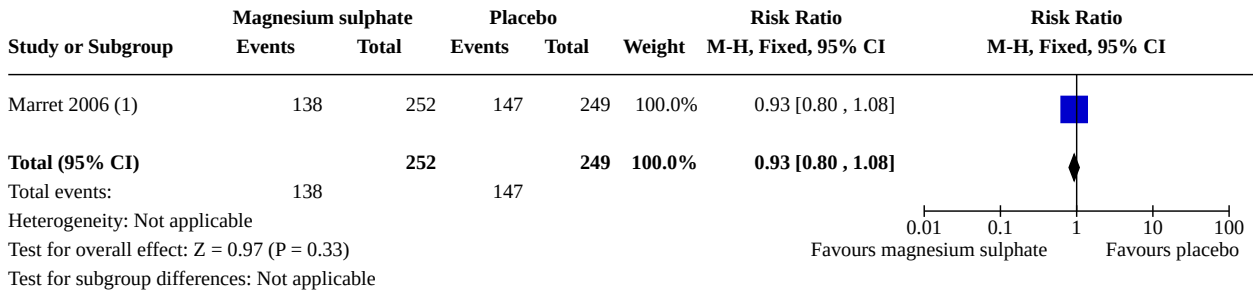 Magnesium sulphate Placebo Risk Ratio Risk Ratio
Study or Subgroup Events Total Events Total Weight M-H, Fixed, 95% CI M-H, Fixed, 95% CI
Marret 2006 (1) 138 252 147 249 100.0% 0.93 [0.80 , 1.08]
Total (95% CI) 252 249 100.0% 0.93 [0.80 , 1.08]
Total events: 138 147
Heterogeneity: Not applicable
0.01 0.1 1 10 100
Test for overall effect: Z = 0.97 (P = 0.33)
Favours magnesium sulphate Favours placebo
Test for subgroup differences: Not applicable